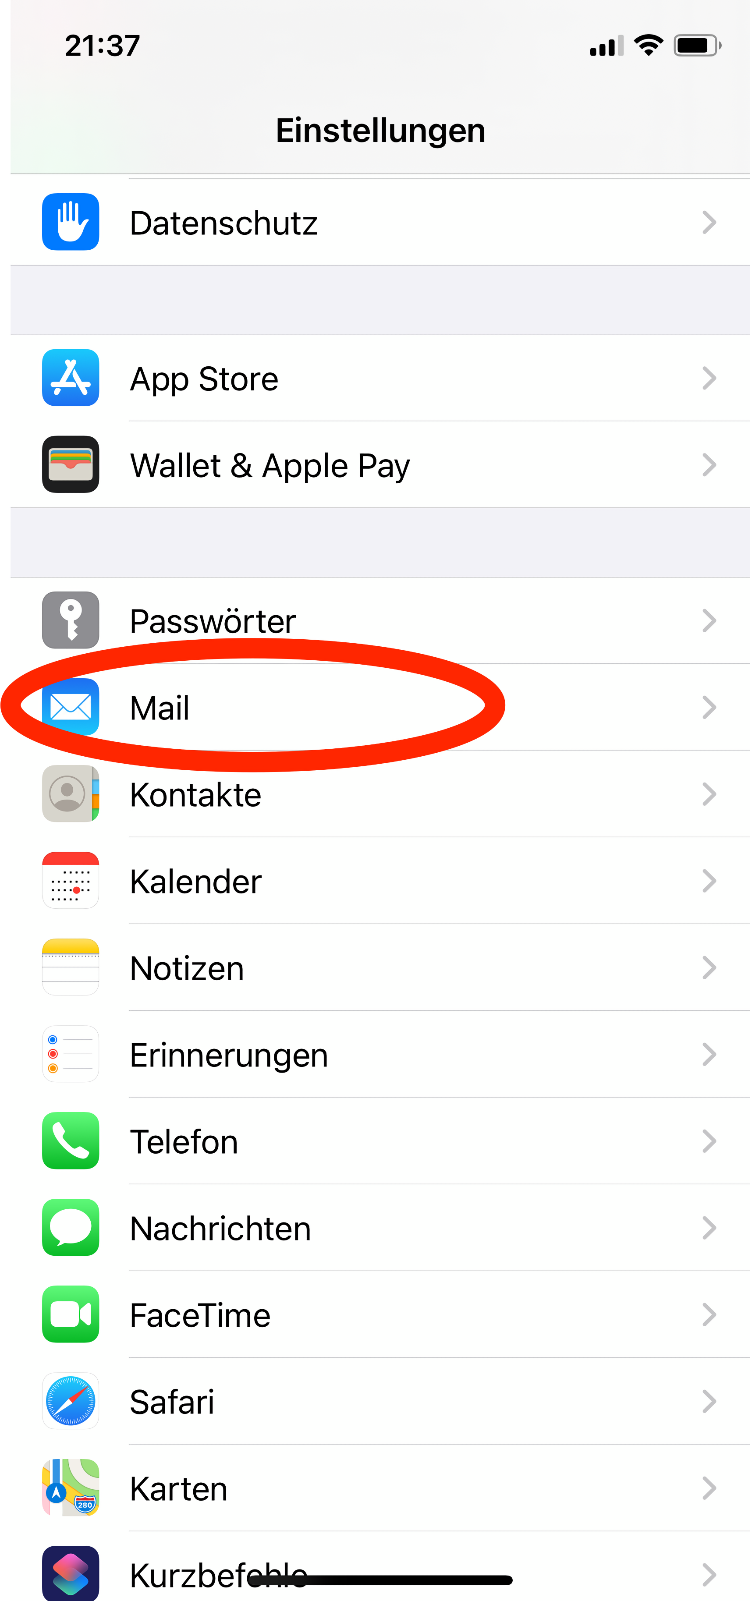 21:37
Einstellungen
Datenschutz
App Store
Wallet & Apple Pay
Passwörter
Mail
Kontakte
Kalender
Notizen
Erinnerungen
Telefon
Nachrichten
FaceTime
Safari
280
Karten
Kurzbefehle